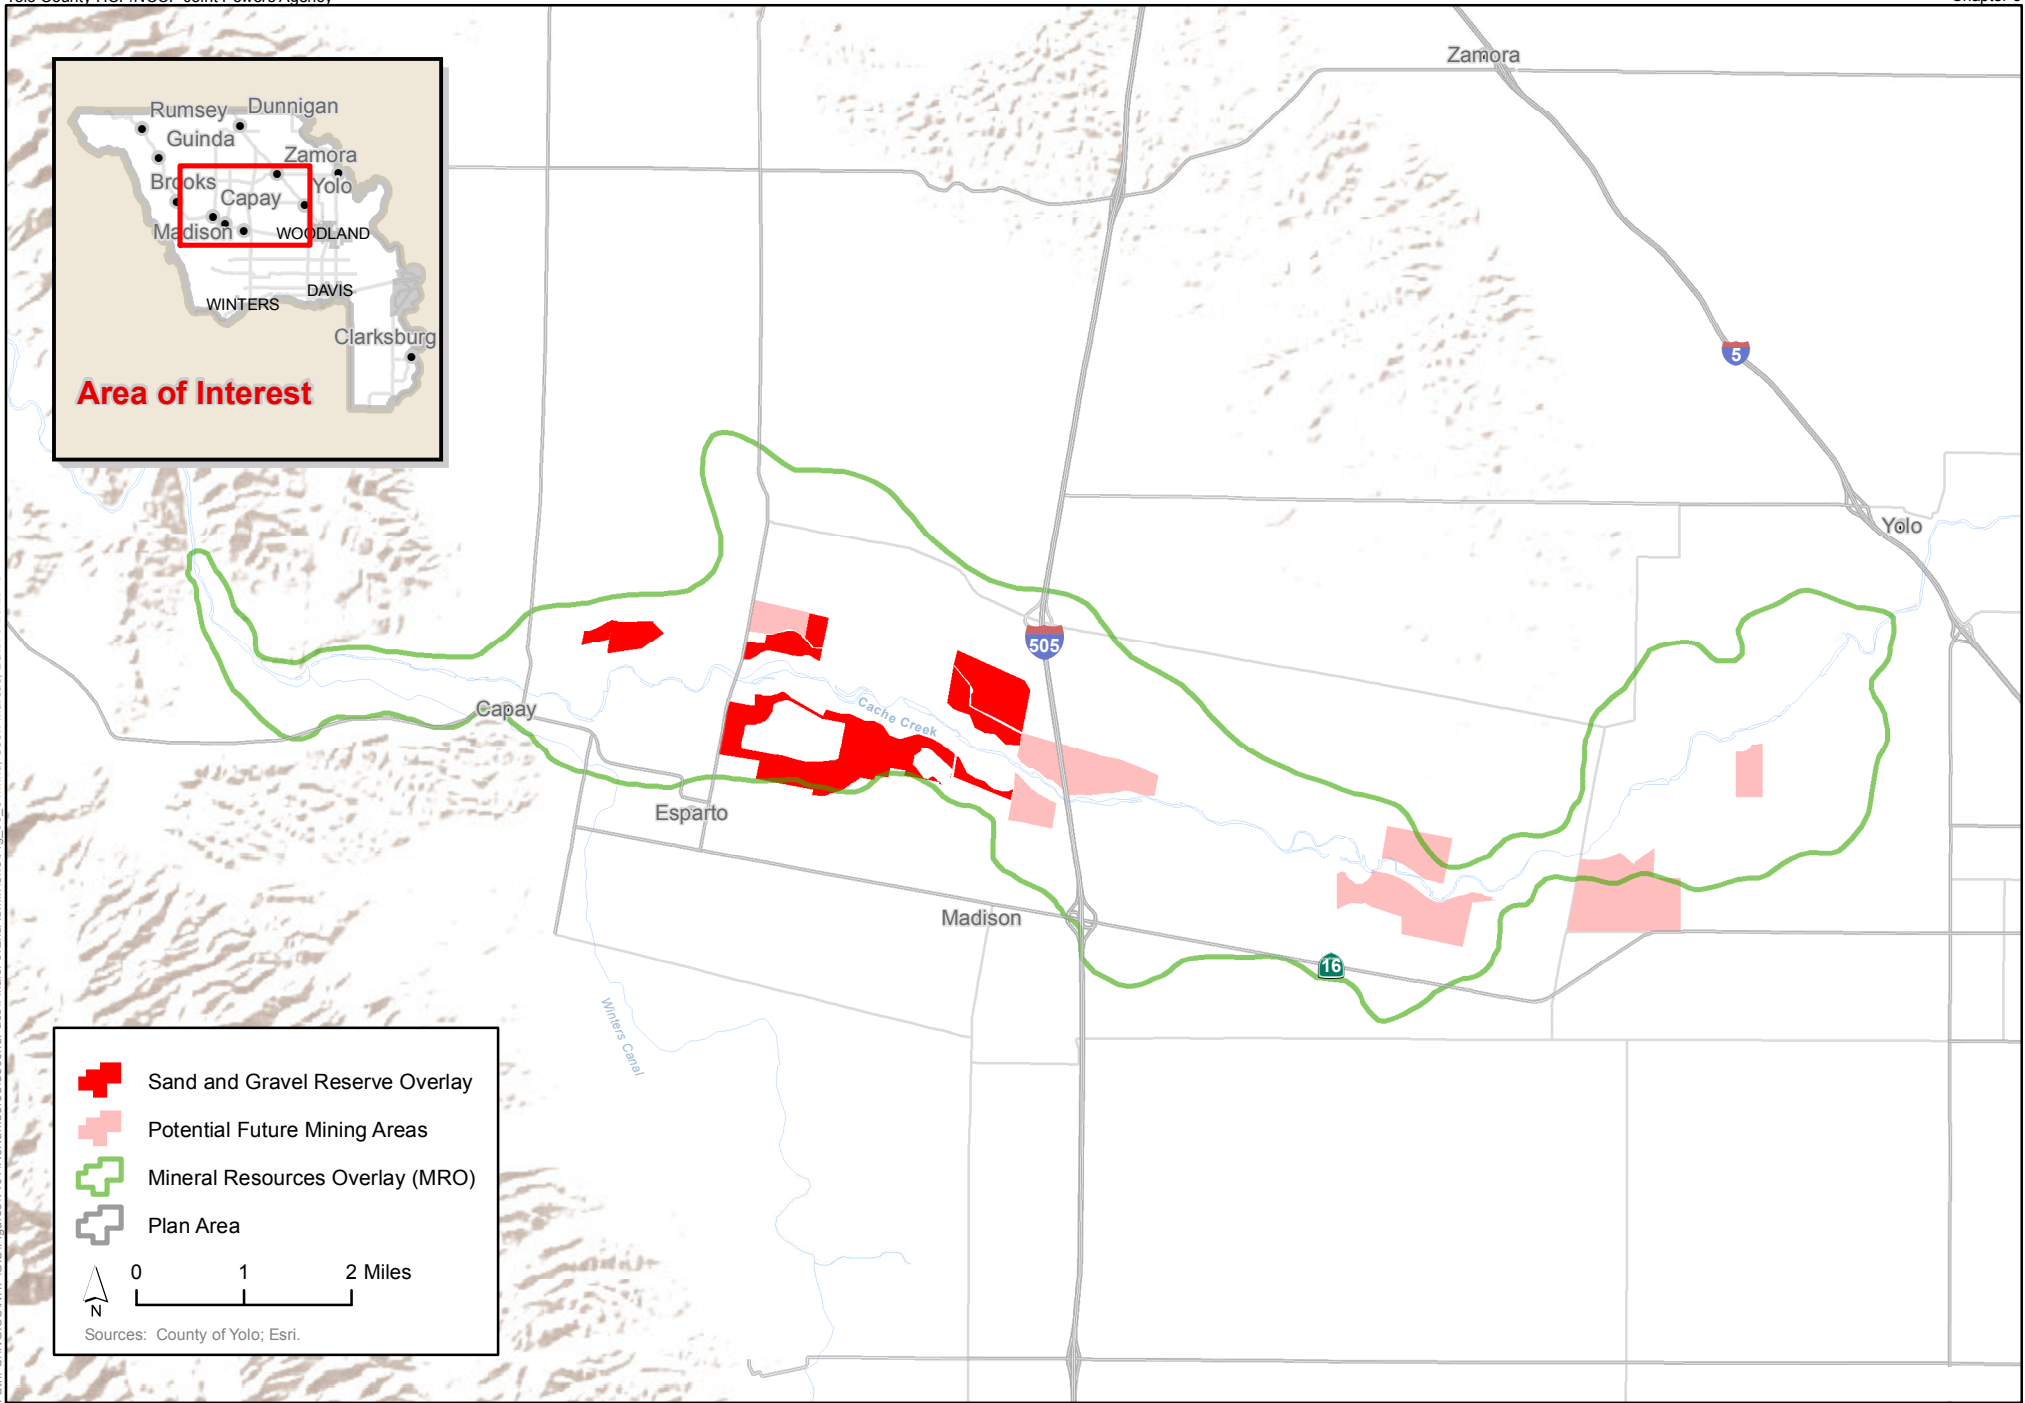 Zamora
Rumsey
Dunnigan
Guinda
Zamora
Brooks
Yolo
Capay
Madison
WOODLAND
DAVIS
WINTERS
Clarksburg
Area of Interest
5
Yolo
505
Capay
Cache Creek
Esparto
Madison
16
Winters Canal
Sand and Gravel Reserve Overlay
Potential Future Mining Areas
Mineral Resources Overlay (MRO)
Plan Area
0 1 2 Miles
N
Sources: County of Yolo; Esri.